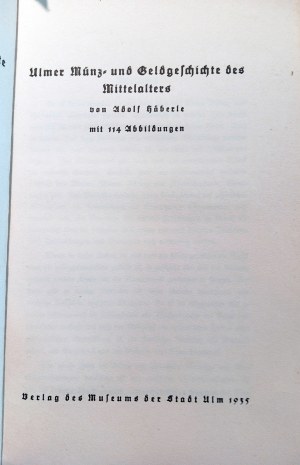 Ulmer Münz- und Geldgeschichte des
Mittelalters
von Adolf Häberle
mit 114 Abbildungen
Verlag des Museums der Stadt Ulm 1935